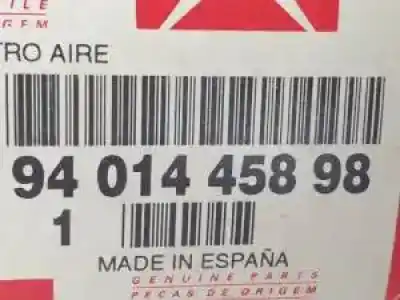 TRO AIRE
94 014 458 98
1
MADE IN ESPAÑA
GENUINE PARTS
PEÇAS DE ORIGEM